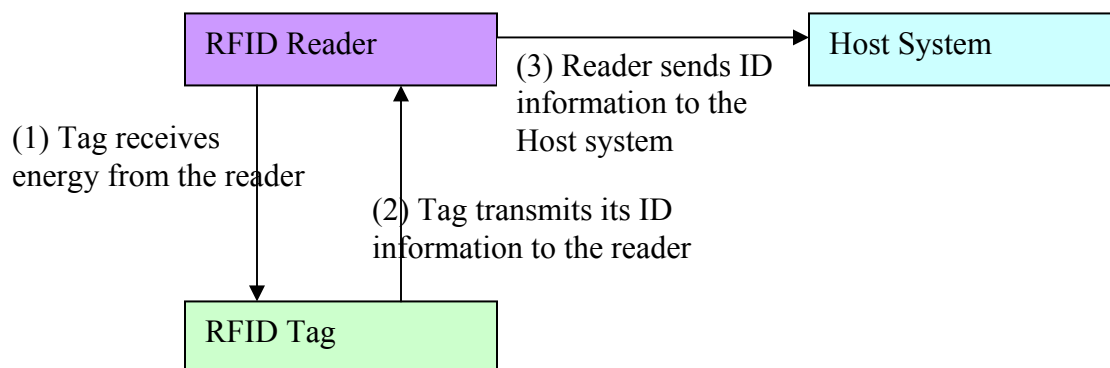 RFID Reader
Host System
(3) Reader sends ID
information to the
Host system
(1) Tag receives
energy from the reader
(2) Tag transmits its ID
information to the reader
RFID Tag